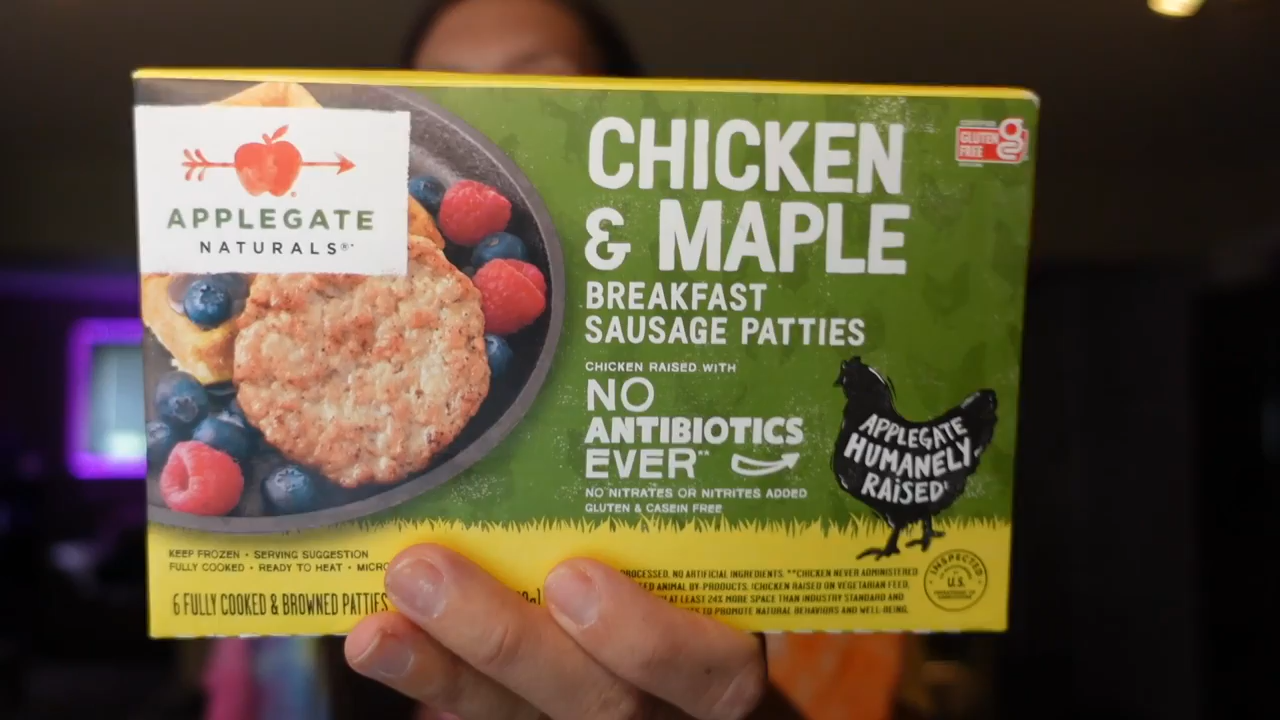 APPLEGATE
NATURALS®*
CHICKEN
& MAPLE
BREAKFAST
SAUSAGE PATTIES
GLUTEN
FREE
CHICKEN RAISED WITH
NO
ANTIBIOTICS
EVER**
NO NITRATES OR NITRITES ADDED
GLUTEN & CASEIN FREE
APPLEGATE
HUMANELY
RAISED
KEEP FROZEN • SERVING SUGGESTION
FULLY COOKED • READY TO HEAT • MICRO
6 FULLY COOKED & BROWNED PATTIES
PROCESSED, NO ARTIFICIAL INGREDIENTS. **CHICKEN NEVER ADMINISTERED
ANIMAL BY-PRODUCTS. CHICKEN RAISED ON VEGETARIAN FEED,
AT LEAST 24% MORE SPACE THAN INDUSTRY STANDARD AND
TO PROMOTE NATURAL BEHAVIORS AND WELL-BEING.
INSPECTED
U.S.